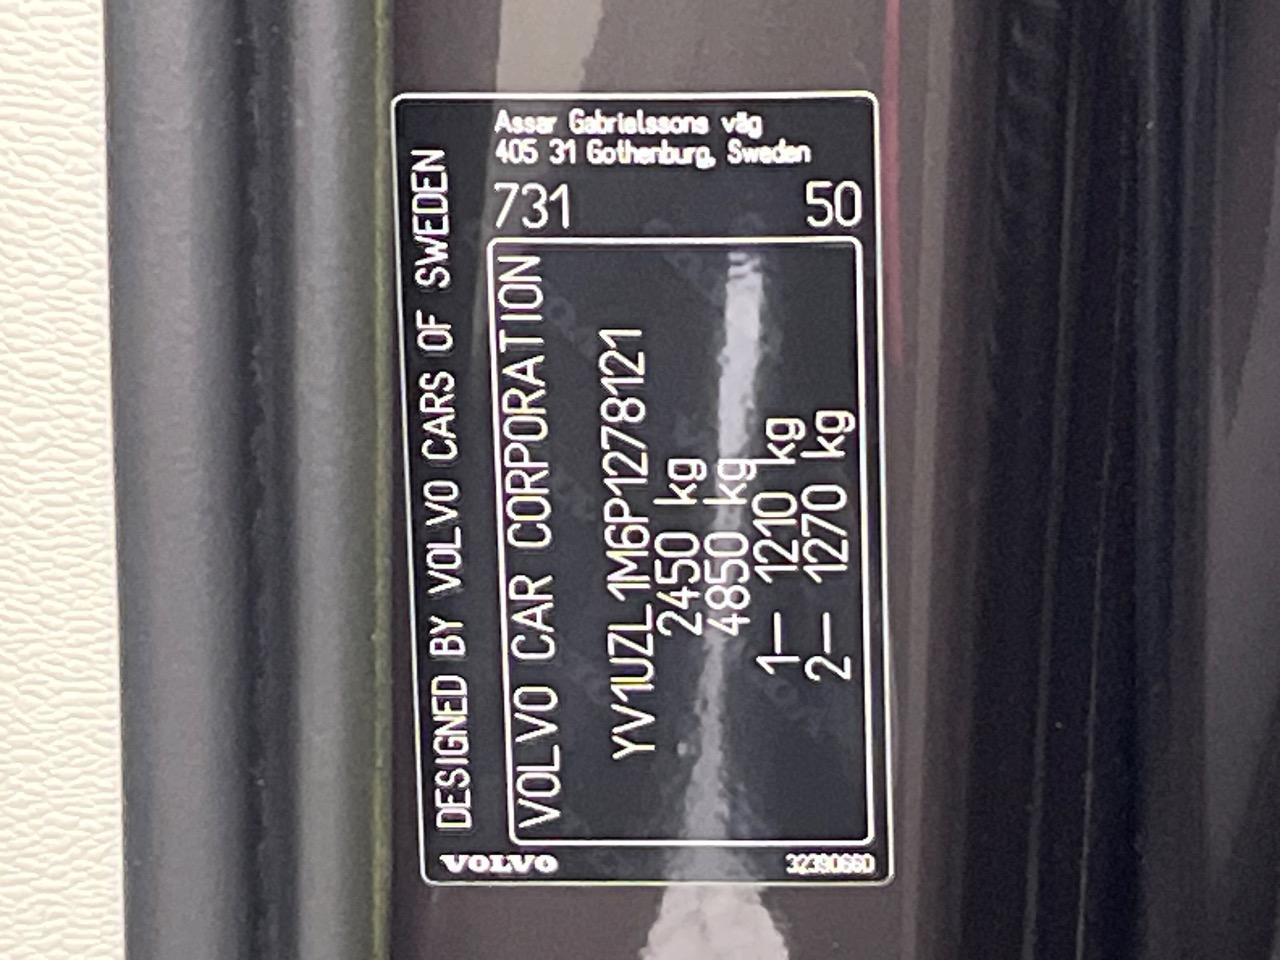 Assar Gabrielssons väg
405 31 Gothenburg, Sweden
731 50
DESIGNED BY VOLVO CARS OF SWEDEN
VOLVO CAR CORPORATION
YV1UZL1M6P1278121
2450 kg
4850 kg
1– 1210 kg
2– 1270 kg
VOLVO
32390660